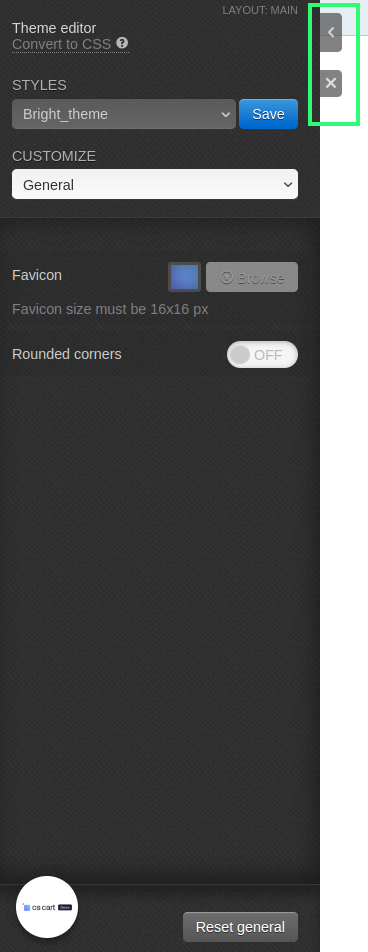 LAYOUT: MAIN
Theme editor
Convert to CSS ?
STYLES
Bright_theme
Save
CUSTOMIZE
General
Favicon
Browse
Favicon size must be 16x16 px
Rounded corners
OFF
cs cart
Reset general